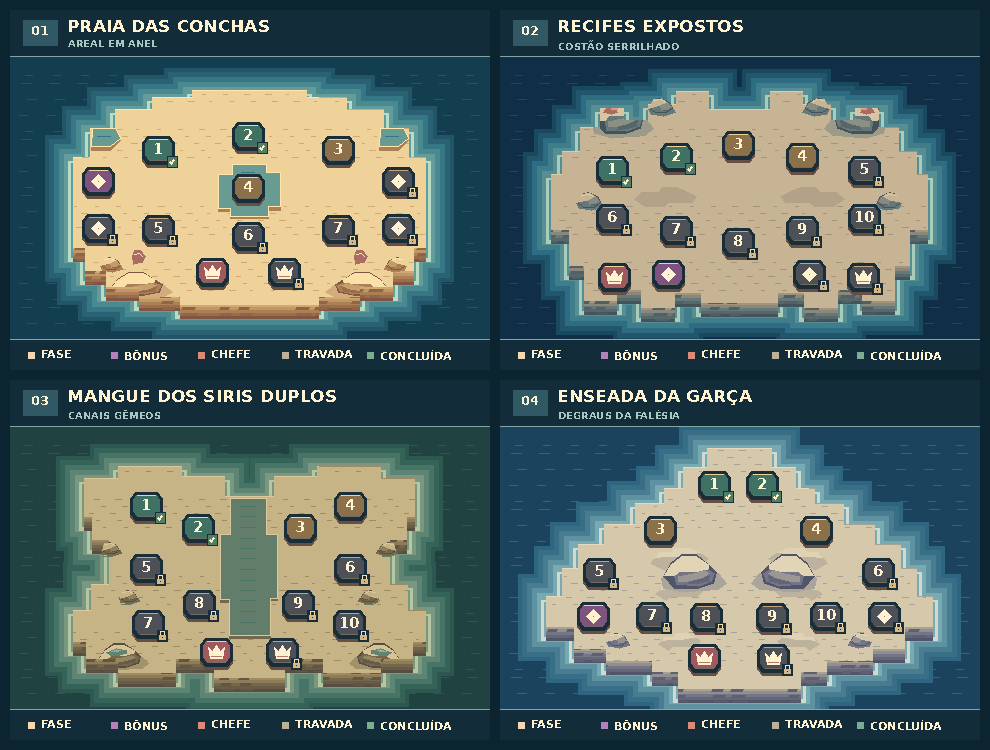 01 PRAIA DAS CONCHAS
AREAL EM ANEL
1 2 3
4
5 6 7
FASE BÔNUS CHEFE TRAVADA CONCLUÍDA
02 RECIFES EXPOSTOS
COSTÃO SERRILHADO
1 2 3 4 5
6 7 8 9 10
FASE BÔNUS CHEFE TRAVADA CONCLUÍDA
03 MANGUE DOS SIRIS DUPLOS
CANAIS GÊMEOS
1 2 3 4
5 8 9 6
7 10
FASE BÔNUS CHEFE TRAVADA CONCLUÍDA
04 ENSEADA DA GARÇA
DEGRAUS DA FALÉSIA
1 2
3 4
5 6
7 8 9 10
FASE BÔNUS CHEFE TRAVADA CONCLUÍDA